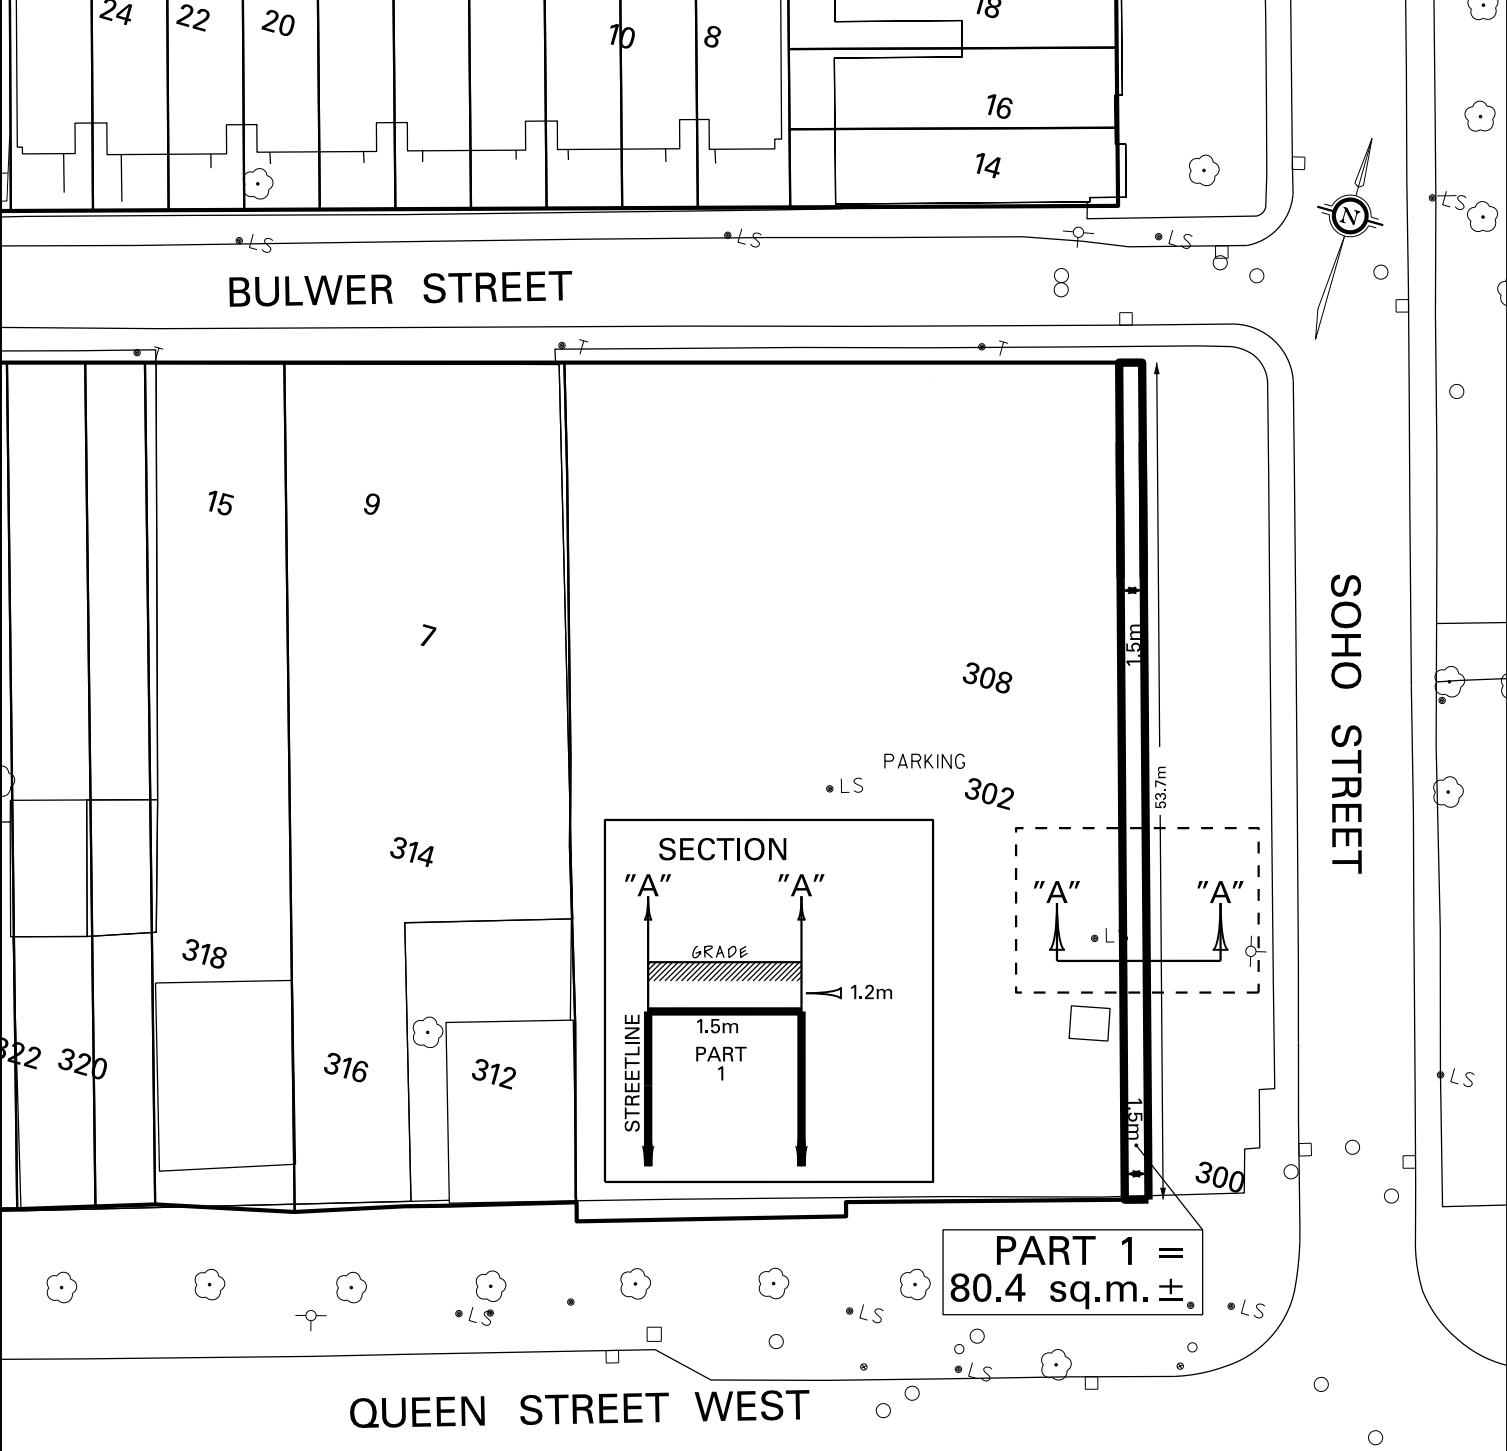 24
22
20
10
8
18
16
14
LS
LS
LS
LS
N
BULWER STREET
T
T
T
15
9
7
1.5m
SOHO STREET
308
PARKING
LS
302
53.7m
314
SECTION
"A" "A"
"A" "A"
GRADE
L
1.2m
318
1.5m
PART
1
STREETLINE
322
320
316
312
LS
1.5m
300
PART 1 =
80.4 sq.m.±
LS
LS
LS
LS
QUEEN STREET WEST